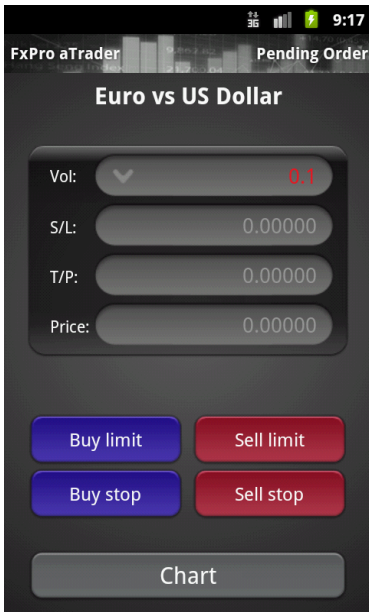 3G 9:17
FxPro aTrader Pending Order
Euro vs US Dollar
Vol: 0.1
S/L: 0.00000
T/P: 0.00000
Price: 0.00000
Buy limit Sell limit
Buy stop Sell stop
Chart